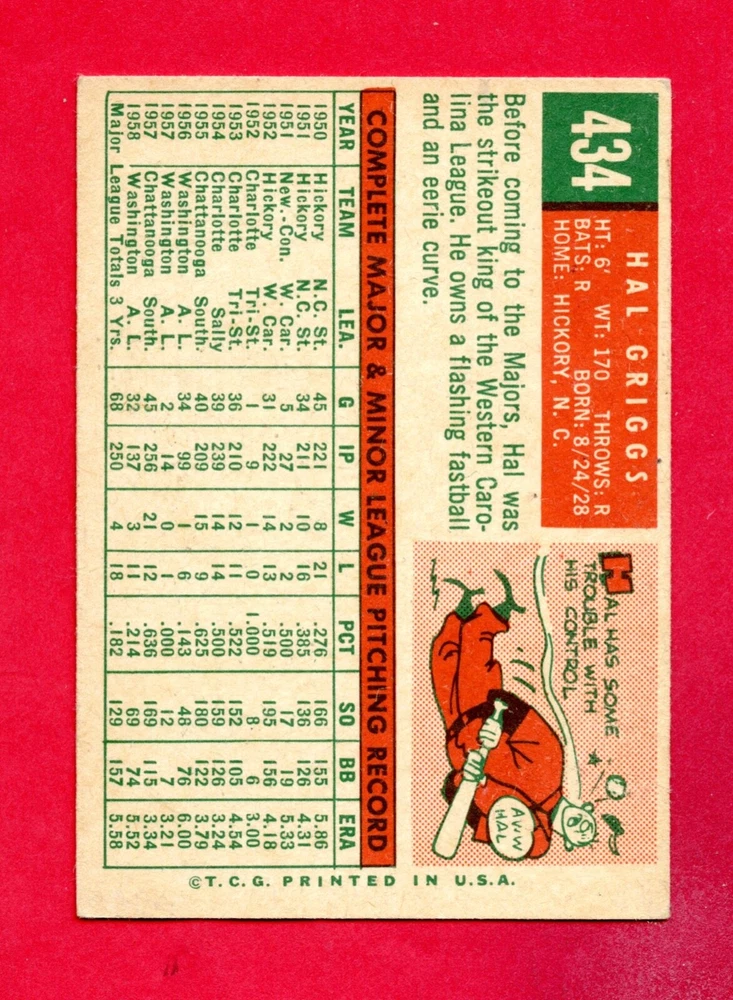 434
HAL GRIGGS
HT: 6' WT: 170 THROWS: R
BATS: R BORN: 8/24/28
HOME: HICKORY, N. C.
Before coming to the Majors, Hal was
the strikeout king of the Western Caro-
lina League. He owns a flashing fastball
and an eerie curve.
HAL HAS SOME
TROUBLE WITH
HIS CONTROL
AWW
HAL
COMPLETE MAJOR & MINOR LEAGUE PITCHING RECORD
YEAR TEAM LEA. G IP W L PCT SO BB ERA
1950 Hickory N.C. St. 45 221 8 21 .276 166 155 5.86
1951 Hickory N.C. St. 34 211 10 16 .385 136 126 4.31
1951 New.-Con. W. Car. 5 27 2 2 .500 17 19 5.33
1952 Hickory W. Car. 31 222 14 13 .519 195 156 4.18
1952 Charlotte Tri-St. 1 9 1 0 1.000 8 6 3.00
1953 Charlotte Tri-St. 36 210 12 11 .522 152 105 4.54
1954 Charlotte Sally 39 239 14 14 .500 159 126 3.24
1955 Chattanooga South. 40 209 15 9 .625 180 122 3.79
1956 Washington A. L. 34 99 1 6 .143 48 76 6.00
1957 Washington A. L. 2 14 0 1 .000 12 7 3.21
1957 Chattanooga South. 45 256 21 12 .636 169 115 3.34
1958 Washington A. L. 32 137 3 11 .214 69 74 5.52
Major League Totals 3 Yrs. 68 250 4 18 .182 129 157 5.58
©T.C.G. PRINTED IN U.S.A.